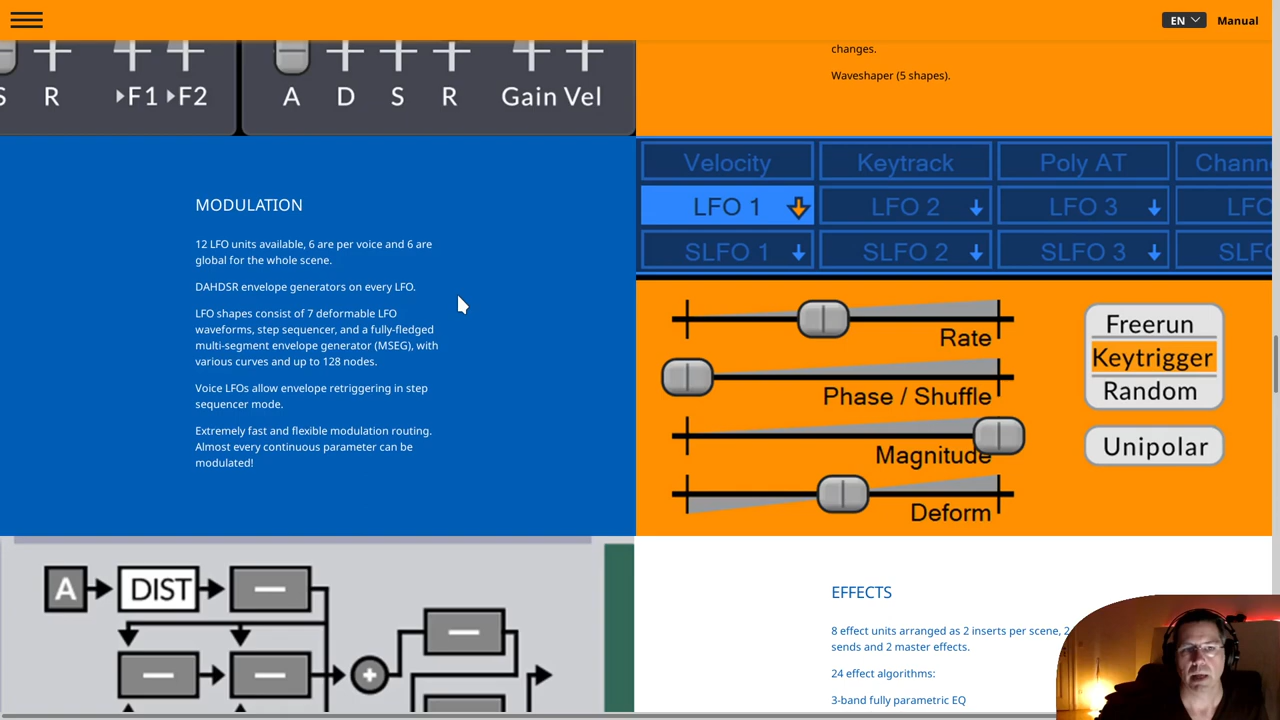 EN
Manual
S R F1 F2
A D S R Gain Vel
changes.
Waveshaper (5 shapes).
MODULATION
12 LFO units available, 6 are per voice and 6 are
global for the whole scene.
DAHDSR envelope generators on every LFO.
LFO shapes consist of 7 deformable LFO
waveforms, step sequencer, and a fully-fledged
multi-segment envelope generator (MSEG), with
various curves and up to 128 nodes.
Voice LFOs allow envelope retriggering in step
sequencer mode.
Extremely fast and flexible modulation routing.
Almost every continuous parameter can be
modulated!
Velocity Keytrack Poly AT
LFO 1 LFO 2 LFO 3
SLFO 1 SLFO 2 SLFO 3
Rate
Phase / Shuffle
Magnitude
Deform
Freerun
Keytrigger
Random
Unipolar
A DIST
EFFECTS
8 effect units arranged as 2 inserts per scene, 2
sends and 2 master effects.
24 effect algorithms:
3-band fully parametric EQ